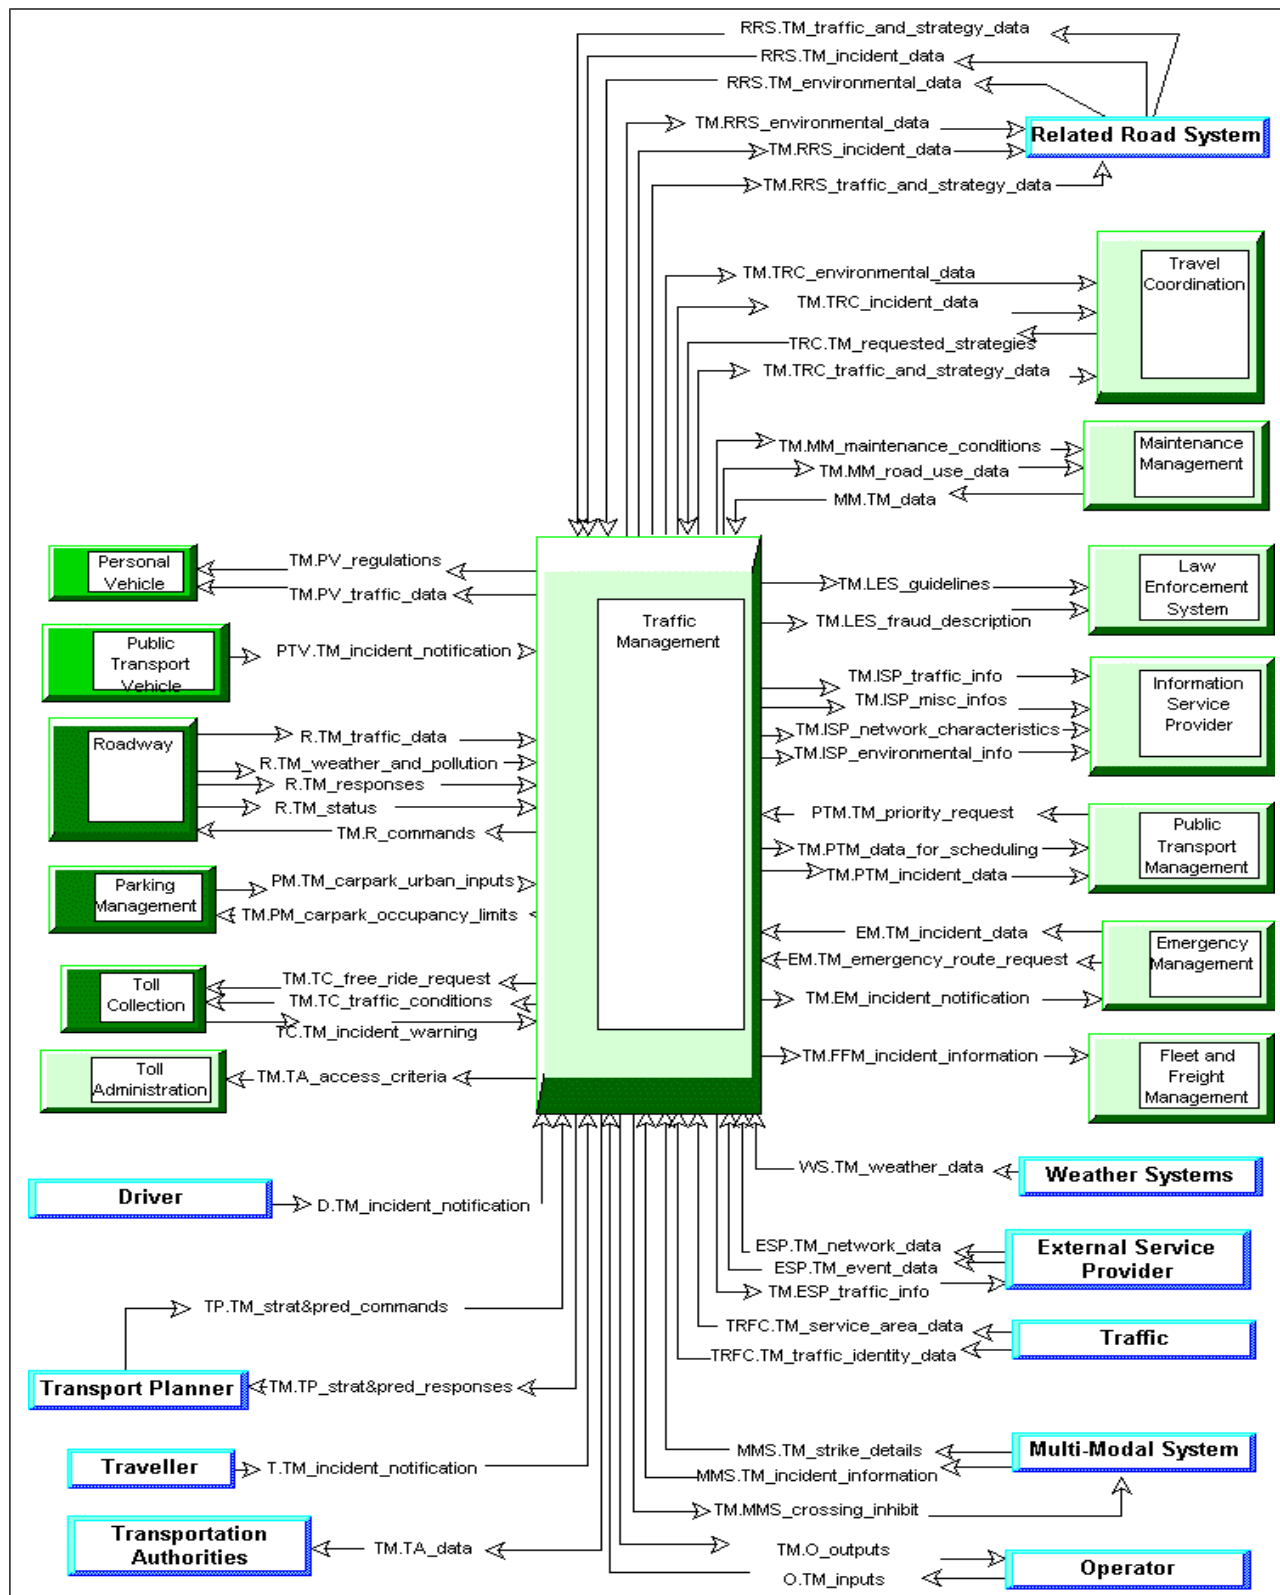 RRS.TM_traffic_and_strategy_data
RRS.TM_incident_data
RRS.TM_environmental_data
TM.RRS_environmental_data
Related Road System
TM.RRS_incident_data
TM.RRS_traffic_and_strategy_data
TM.TRC_environmental_data
TM.TRC_incident_data
TRC.TM_requested_strategies
TM.TRC_traffic_and_strategy_data
Travel
Coordination
TM.MM_maintenance_conditions
TM.MM_road_use_data
MM.TM_data
Maintenance
Management
Personal
Vehicle
TM.PV_regulations
TM.PV_traffic_data
Public
Transport
Vehicle
PTV.TM_incident_notification
Traffic
Management
TM.LES_guidelines
TM.LES_fraud_description
Law
Enforcement
System
TM.ISP_traffic_info
TM.ISP_misc_infos
TM.ISP_network_characteristics
TM.ISP_environmental_info
Information
Service
Provider
Roadway
R.TM_traffic_data
R.TM_weather_and_pollution
R.TM_responses
R.TM_status
TM.R_commands
PTM.TM_priority_request
TM.PTM_data_for_scheduling
TM.PTM_incident_data
Public
Transport
Management
Parking
Management
PM.TM_carpark_urban_inputs
TM.PM_carpark_occupancy_limits
EM.TM_incident_data
EM.TM_emergency_route_request
TM.EM_incident_notification
Emergency
Management
Toll
Collection
TM.TC_free_ride_request
TM.TC_traffic_conditions
TC.TM_incident_warning
TM.FFM_incident_information
Fleet and
Freight
Management
Toll
Administration
TM.TA_access_criteria
WS.TM_weather_data
Weather Systems
Driver
D.TM_incident_notification
ESP.TM_network_data
ESP.TM_event_data
TM.ESP_traffic_info
External Service
Provider
TP.TM_strat&pred_commands
TRFC.TM_service_area_data
TRFC.TM_traffic_identity_data
Traffic
Transport Planner
TM.TP_strat&pred_responses
Traveller
T.TM_incident_notification
MMS.TM_strike_details
MMS.TM_incident_information
TM.MMS_crossing_inhibit
Multi-Modal System
Transportation
Authorities
TM.TA_data
TM.O_outputs
O.TM_inputs
Operator